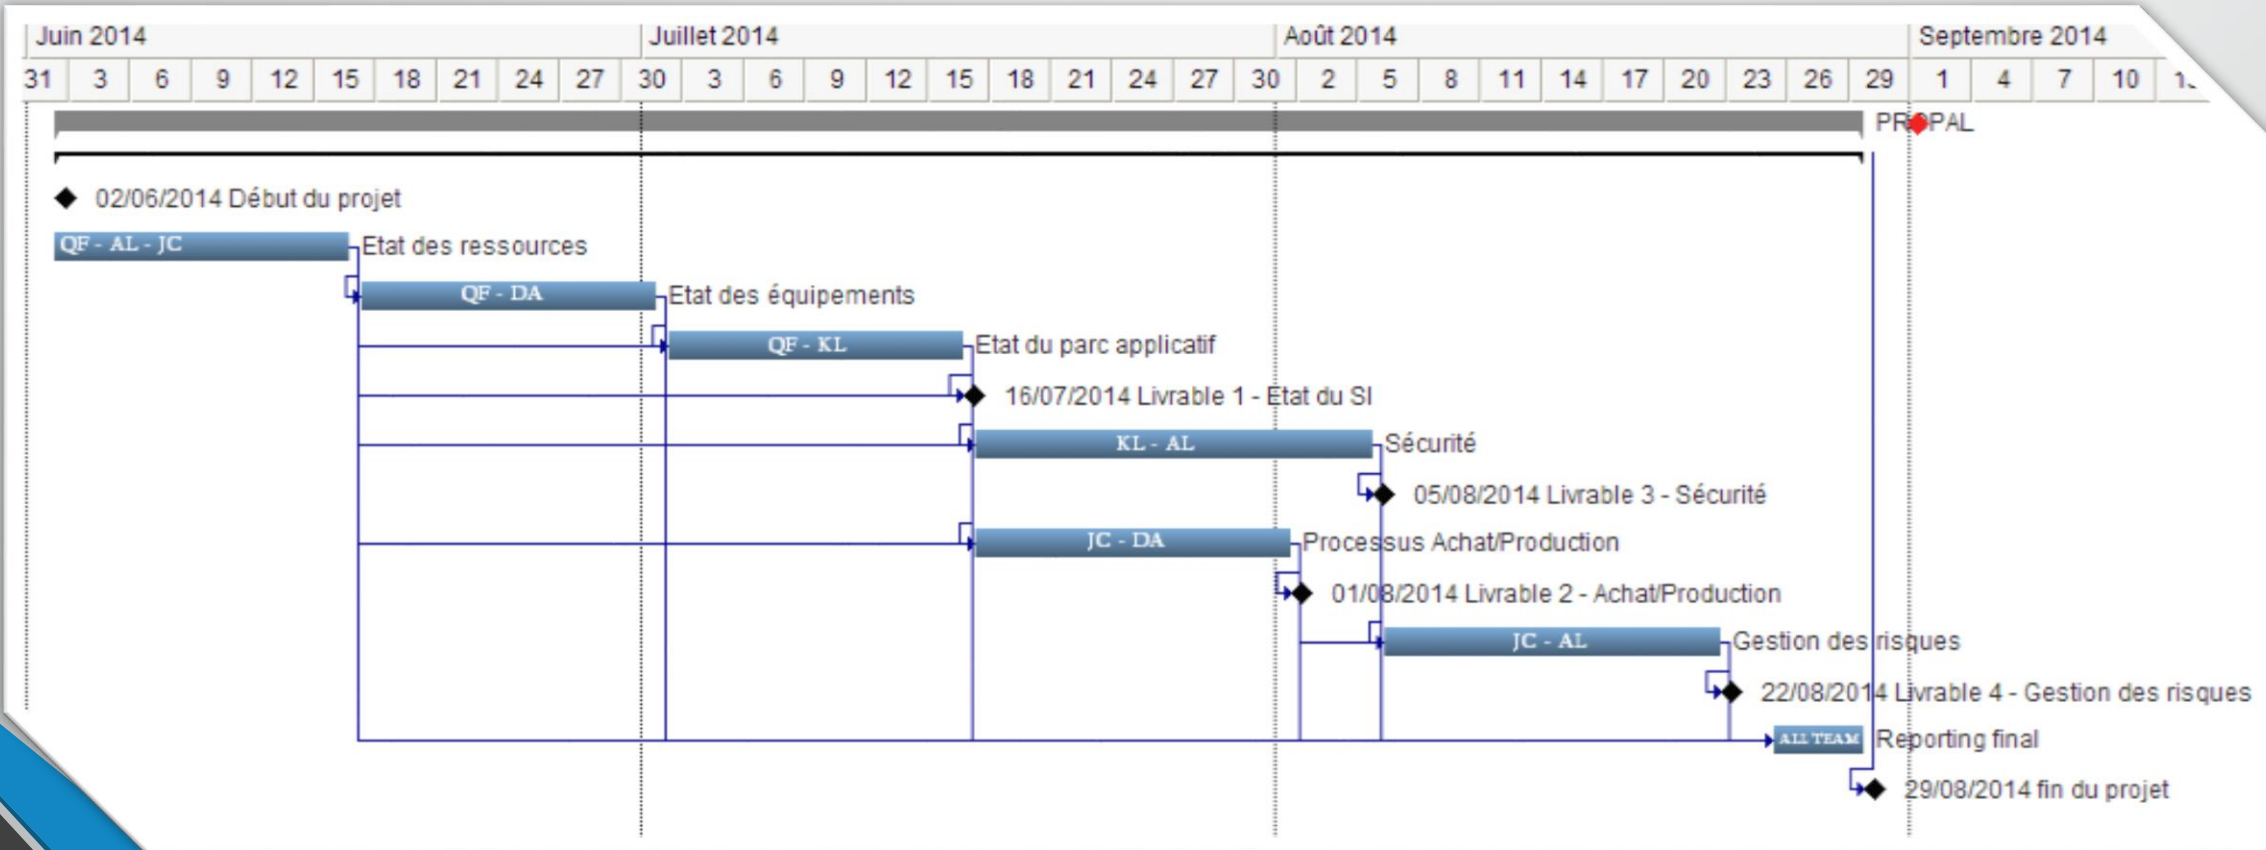 Juin 2014 Juillet 2014 Août 2014 Septembre 2014
31 3 6 9 12 15 18 21 24 27 30 3 6 9 12 15 18 21 24 27 30 2 5 8 11 14 17 20 23 26 29 1 4 7 10
PROPAL
02/06/2014 Début du projet
QF - AL - JC Etat des ressources
QF - DA Etat des équipements
QF - KL Etat du parc applicatif
16/07/2014 Livrable 1 - Etat du SI
KL - AL Sécurité
05/08/2014 Livrable 3 - Sécurité
JC - DA Processus Achat/Production
01/08/2014 Livrable 2 - Achat/Production
JC - AL Gestion des risques
22/08/2014 Livrable 4 - Gestion des risques
ALL TEAM Reporting final
29/08/2014 fin du projet